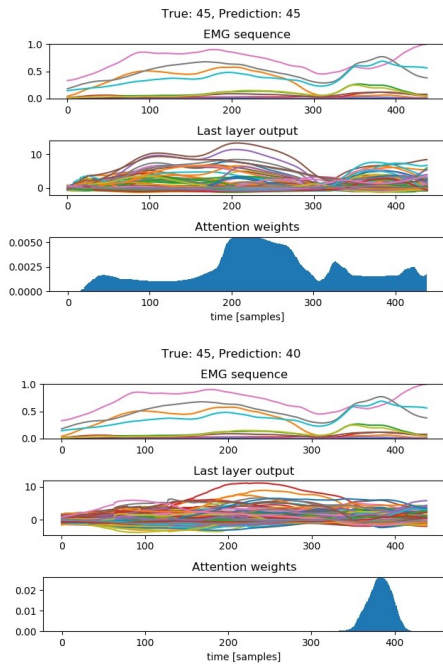 True: 45, Prediction: 45
EMG sequence
1.0
0.5
0.0
0 100 200 300 400
Last layer output
10
0
0 100 200 300 400
Attention weights
0.0050
0.0025
0.0000
0 100 200 300 400
time [samples]
True: 45, Prediction: 40
EMG sequence
1.0
0.5
0.0
0 100 200 300 400
Last layer output
10
0
0 100 200 300 400
Attention weights
0.02
0.01
0.00
0 100 200 300 400
time [samples]